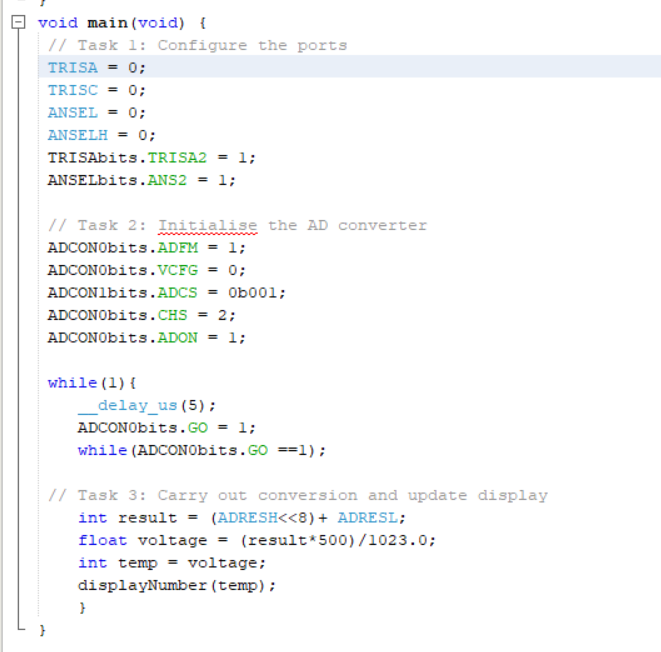 }
void main(void) {
// Task 1: Configure the ports
TRISA = 0;
TRISC = 0;
ANSEL = 0;
ANSELH = 0;
TRISAbits.TRISA2 = 1;
ANSELbits.ANS2 = 1;
// Task 2: Initialise the AD converter
ADCON0bits.ADFM = 1;
ADCON0bits.VCFG = 0;
ADCON1bits.ADCS = 0b001;
ADCON0bits.CHS = 2;
ADCON0bits.ADON = 1;
while(1){
__delay_us(5);
ADCON0bits.GO = 1;
while(ADCON0bits.GO ==1);
// Task 3: Carry out conversion and update display
int result = (ADRESH<<8)+ ADRESL;
float voltage = (result*500)/1023.0;
int temp = voltage;
displayNumber(temp);
}
}